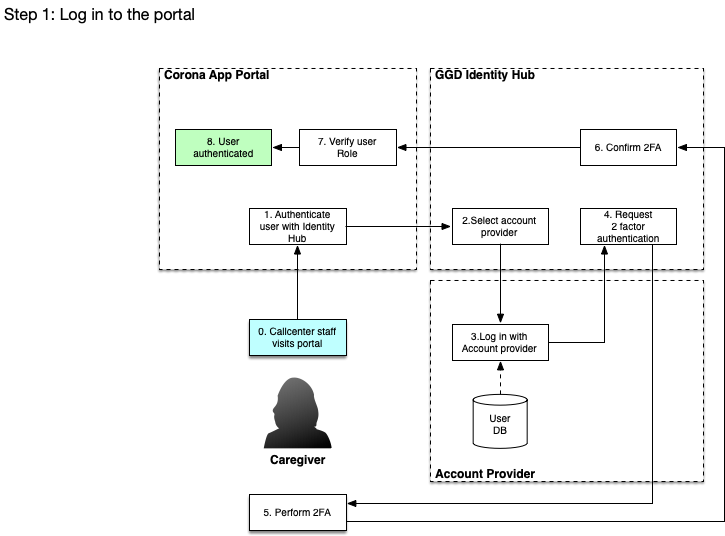 Step 1: Log in to the portal
Corona App Portal
GGD Identity Hub
8. User
authenticated
7. Verify user
Role
6. Confirm 2FA
1. Authenticate
user with Identity
Hub
2.Select account
provider
4. Request
2 factor
authentication
0. Callcenter staff
visits portal
3.Log in with
Account provider
User
DB
Caregiver
Account Provider
5. Perform 2FA